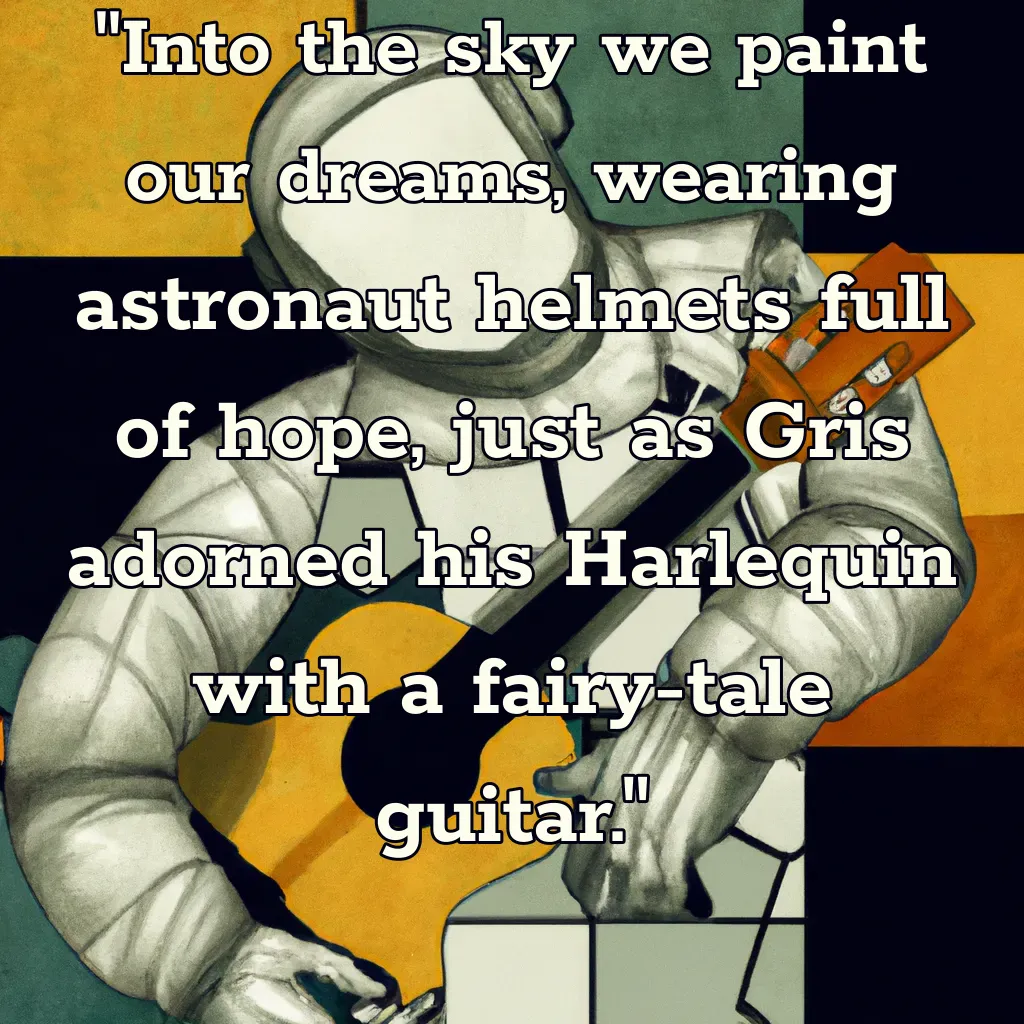 "Into the sky we paint
our dreams, wearing
astronaut helmets full
of hope, just as Gris
adorned his Harlequin
with a fairy-tale
guitar."